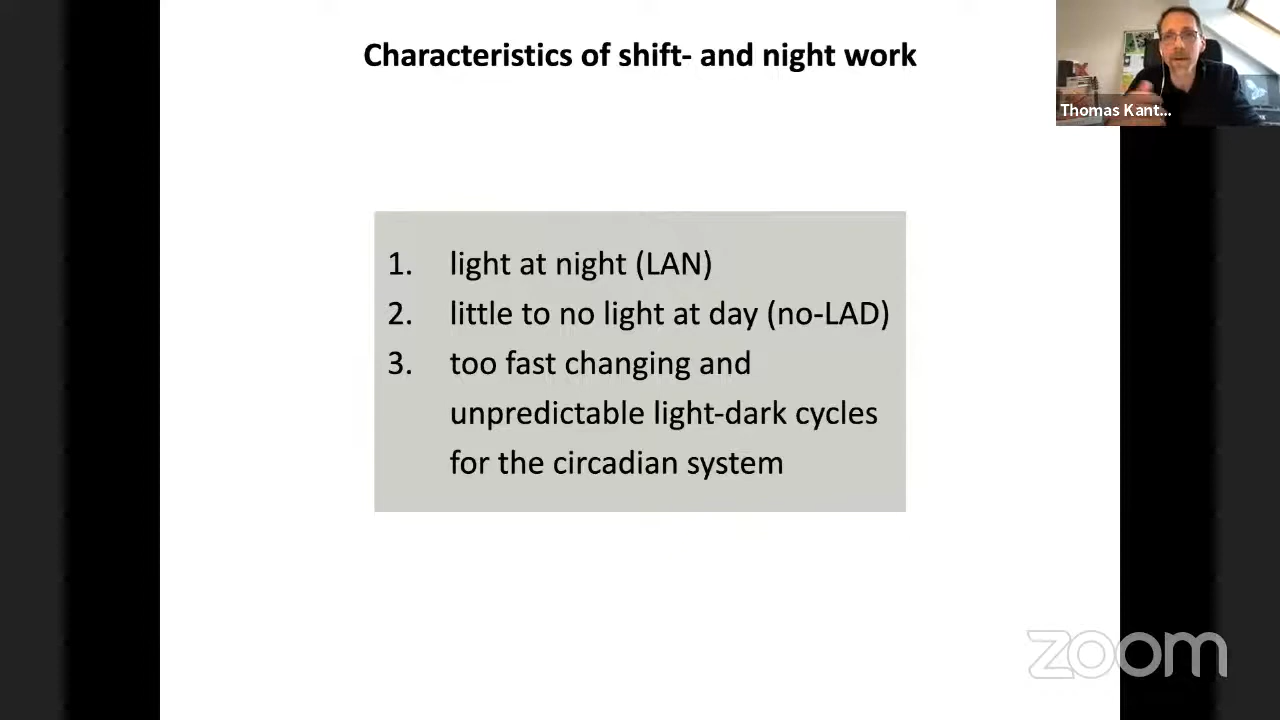 Characteristics of shift- and night work
Thomas Kant...
1. light at night (LAN)
2. little to no light at day (no-LAD)
3. too fast changing and
unpredictable light-dark cycles
for the circadian system
zoom